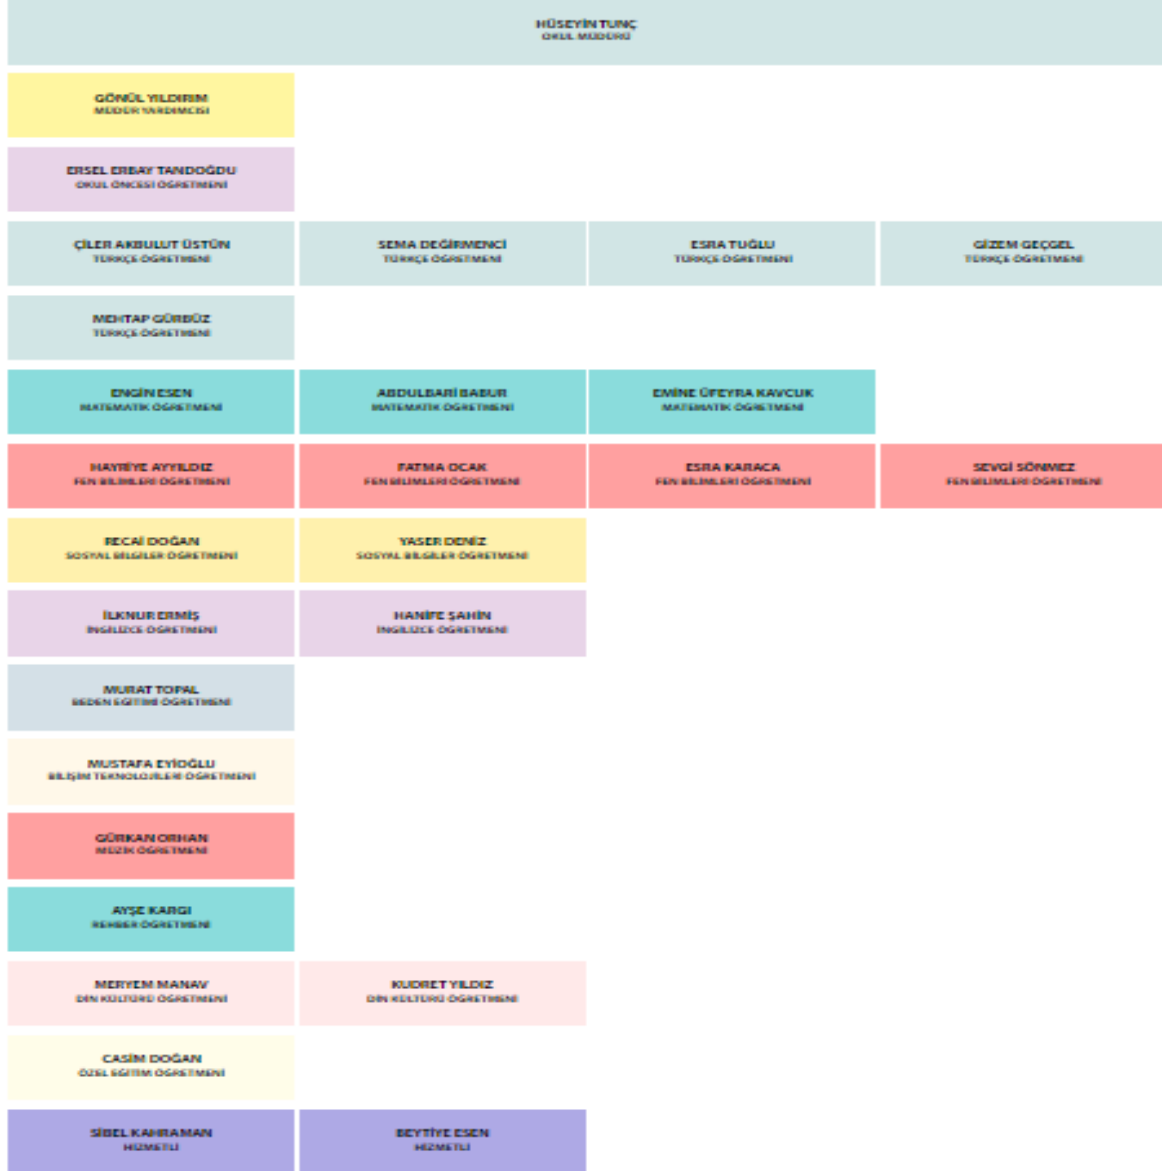 HÜSEYİN TUNÇ
OKUL MÜDÜRÜ
GÖNÜL YILDIRIM
MÜDÜR YARDIMCISI
ERSEL ERBAY TANDOĞDU
OKUL ÖNCESİ ÖĞRETMENİ
ÇİLER AKBULUT ÜSTÜN
TÜRKÇE ÖĞRETMENİ
SEMA DEĞİRMENCİ
TÜRKÇE ÖĞRETMENİ
ESRA TUĞLU
TÜRKÇE ÖĞRETMENİ
GİZEM GEÇGEL
TÜRKÇE ÖĞRETMENİ
MEHTAP GÜRBÜZ
TÜRKÇE ÖĞRETMENİ
ENGİN ESEN
MATEMATİK ÖĞRETMENİ
ABDULBARİ BABUR
MATEMATİK ÖĞRETMENİ
EMİNE ÜFEYRA KAVCUK
MATEMATİK ÖĞRETMENİ
HAYRİYE AYYILDIZ
FEN BİLİMLERİ ÖĞRETMENİ
FATMA OCAK
FEN BİLİMLERİ ÖĞRETMENİ
ESRA KARACA
FEN BİLİMLERİ ÖĞRETMENİ
SEVGİ SÖNMEZ
FEN BİLİMLERİ ÖĞRETMENİ
RECAİ DOĞAN
SOSYAL BİLGİLER ÖĞRETMENİ
YASER DENİZ
SOSYAL BİLGİLER ÖĞRETMENİ
İLKNUR ERMİŞ
İNGİLİZCE ÖĞRETMENİ
HANİFE ŞAHİN
İNGİLİZCE ÖĞRETMENİ
MURAT TOPAL
BEDEN EĞİTİMİ ÖĞRETMENİ
MUSTAFA EYİOĞLU
BİLİŞİM TEKNOLOJİLERİ ÖĞRETMENİ
GÜRKAN ORHAN
MÜZİK ÖĞRETMENİ
AYŞE KARGI
REHBER ÖĞRETMENİ
MERYEM MANAV
DİN KÜLTÜRÜ ÖĞRETMENİ
KUDRET YILDIZ
DİN KÜLTÜRÜ ÖĞRETMENİ
CASİM DOĞAN
ÖZEL EĞİTİM ÖĞRETMENİ
SİBEL KAHRAMAN
HİZMETLİ
BEYTİYE ESEN
HİZMETLİ